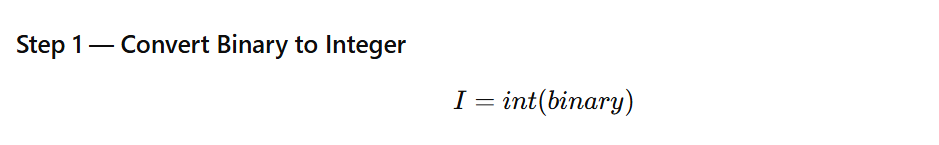 Step 1 — Convert Binary to Integer
I = int(binary)